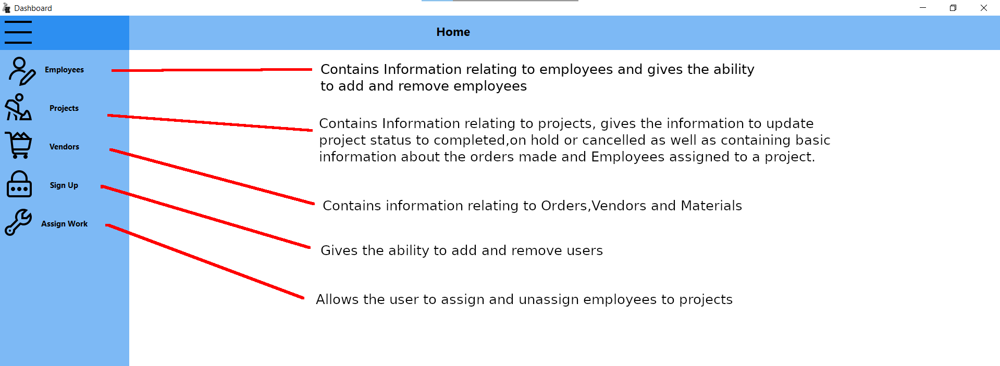 Dashboard
Home
Employees
Contains Information relating to employees and gives the ability
to add and remove employees
Projects
Contains Information relating to projects, gives the information to update
project status to completed,on hold or cancelled as well as containing basic
information about the orders made and Employees assigned to a project.
Vendors
Contains information relating to Orders,Vendors and Materials
Sign Up
Gives the ability to add and remove users
Assign Work
Allows the user to assign and unassign employees to projects